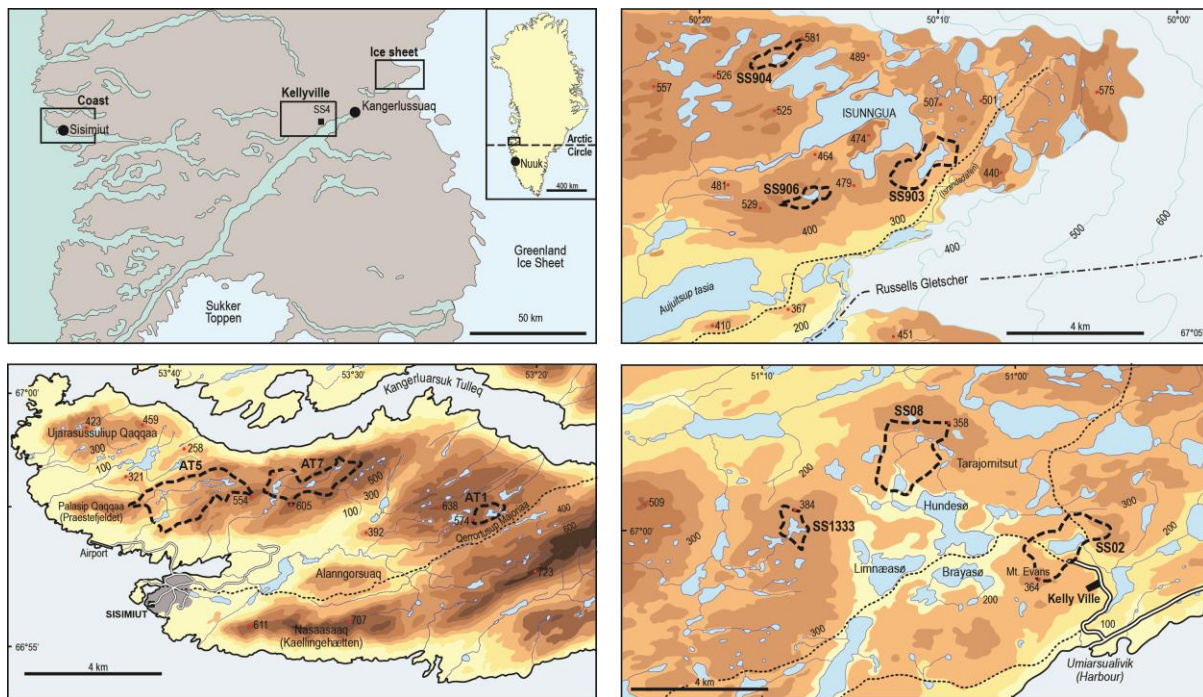 Ice sheet
Kellyville
Coast
SS4
Kangerlussuaq
Sisimiut
Arctic
Circle
Nuuk
400 km
Greenland
Ice Sheet
Sukker
Toppen
50 km
50°20'
50°10'
50°00'
581
SS904
489
526
557
525
507
501
575
ISUNNGUA
474
464
481
479
440
SS906
SS903
529
(Israndsdalen)
300
400
400
500
600
Aujuitsup tasia
Russells Gletscher
367
410
200
451
4 km
67°05'
53°40'
53°30'
53°20'
67°00'
Kangerluarsuk Tulleq
423
459
Ujarasussuliup Qaqqaa
300
258
100
321
AT5
AT7
500
300
554
605
100
Palasip Qaqqaa
(Praestefjeldet)
638
AT1
574
400
600
392
Qerrortusup Majoriaa
Airport
Alanngorsuaq
723
SISIMIUT
611
707
Nasaasaaq
(Kaellingehætten)
66°55'
4 km
51°10'
51°00'
SS08
358
200
Tarajornitsut
509
384
300
Hundesø
67°00'
SS1333
300
200
SS02
Limnæasø
Brayasø
Mt. Evans
364
Kelly Ville
200
300
100
4 km
Umiarsualivik
(Harbour)